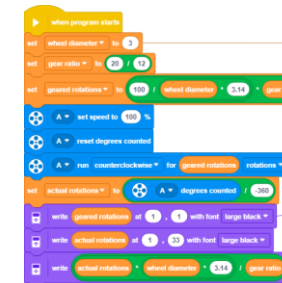 when program starts
set wheel diameter to 3
set gear ratio to 20 / 12
set geared rotations to 100 / wheel diameter * 3.14 * gear
A set speed to 100 %
A reset degrees counted
A run counterclockwise for geared rotations rotations
set actual rotations to A degrees counted / -360
write geared rotations at 1 , 1 with font large black
write actual rotations at 1 , 33 with font large black
write actual rotations * wheel diameter * 3.14 / gear ratio